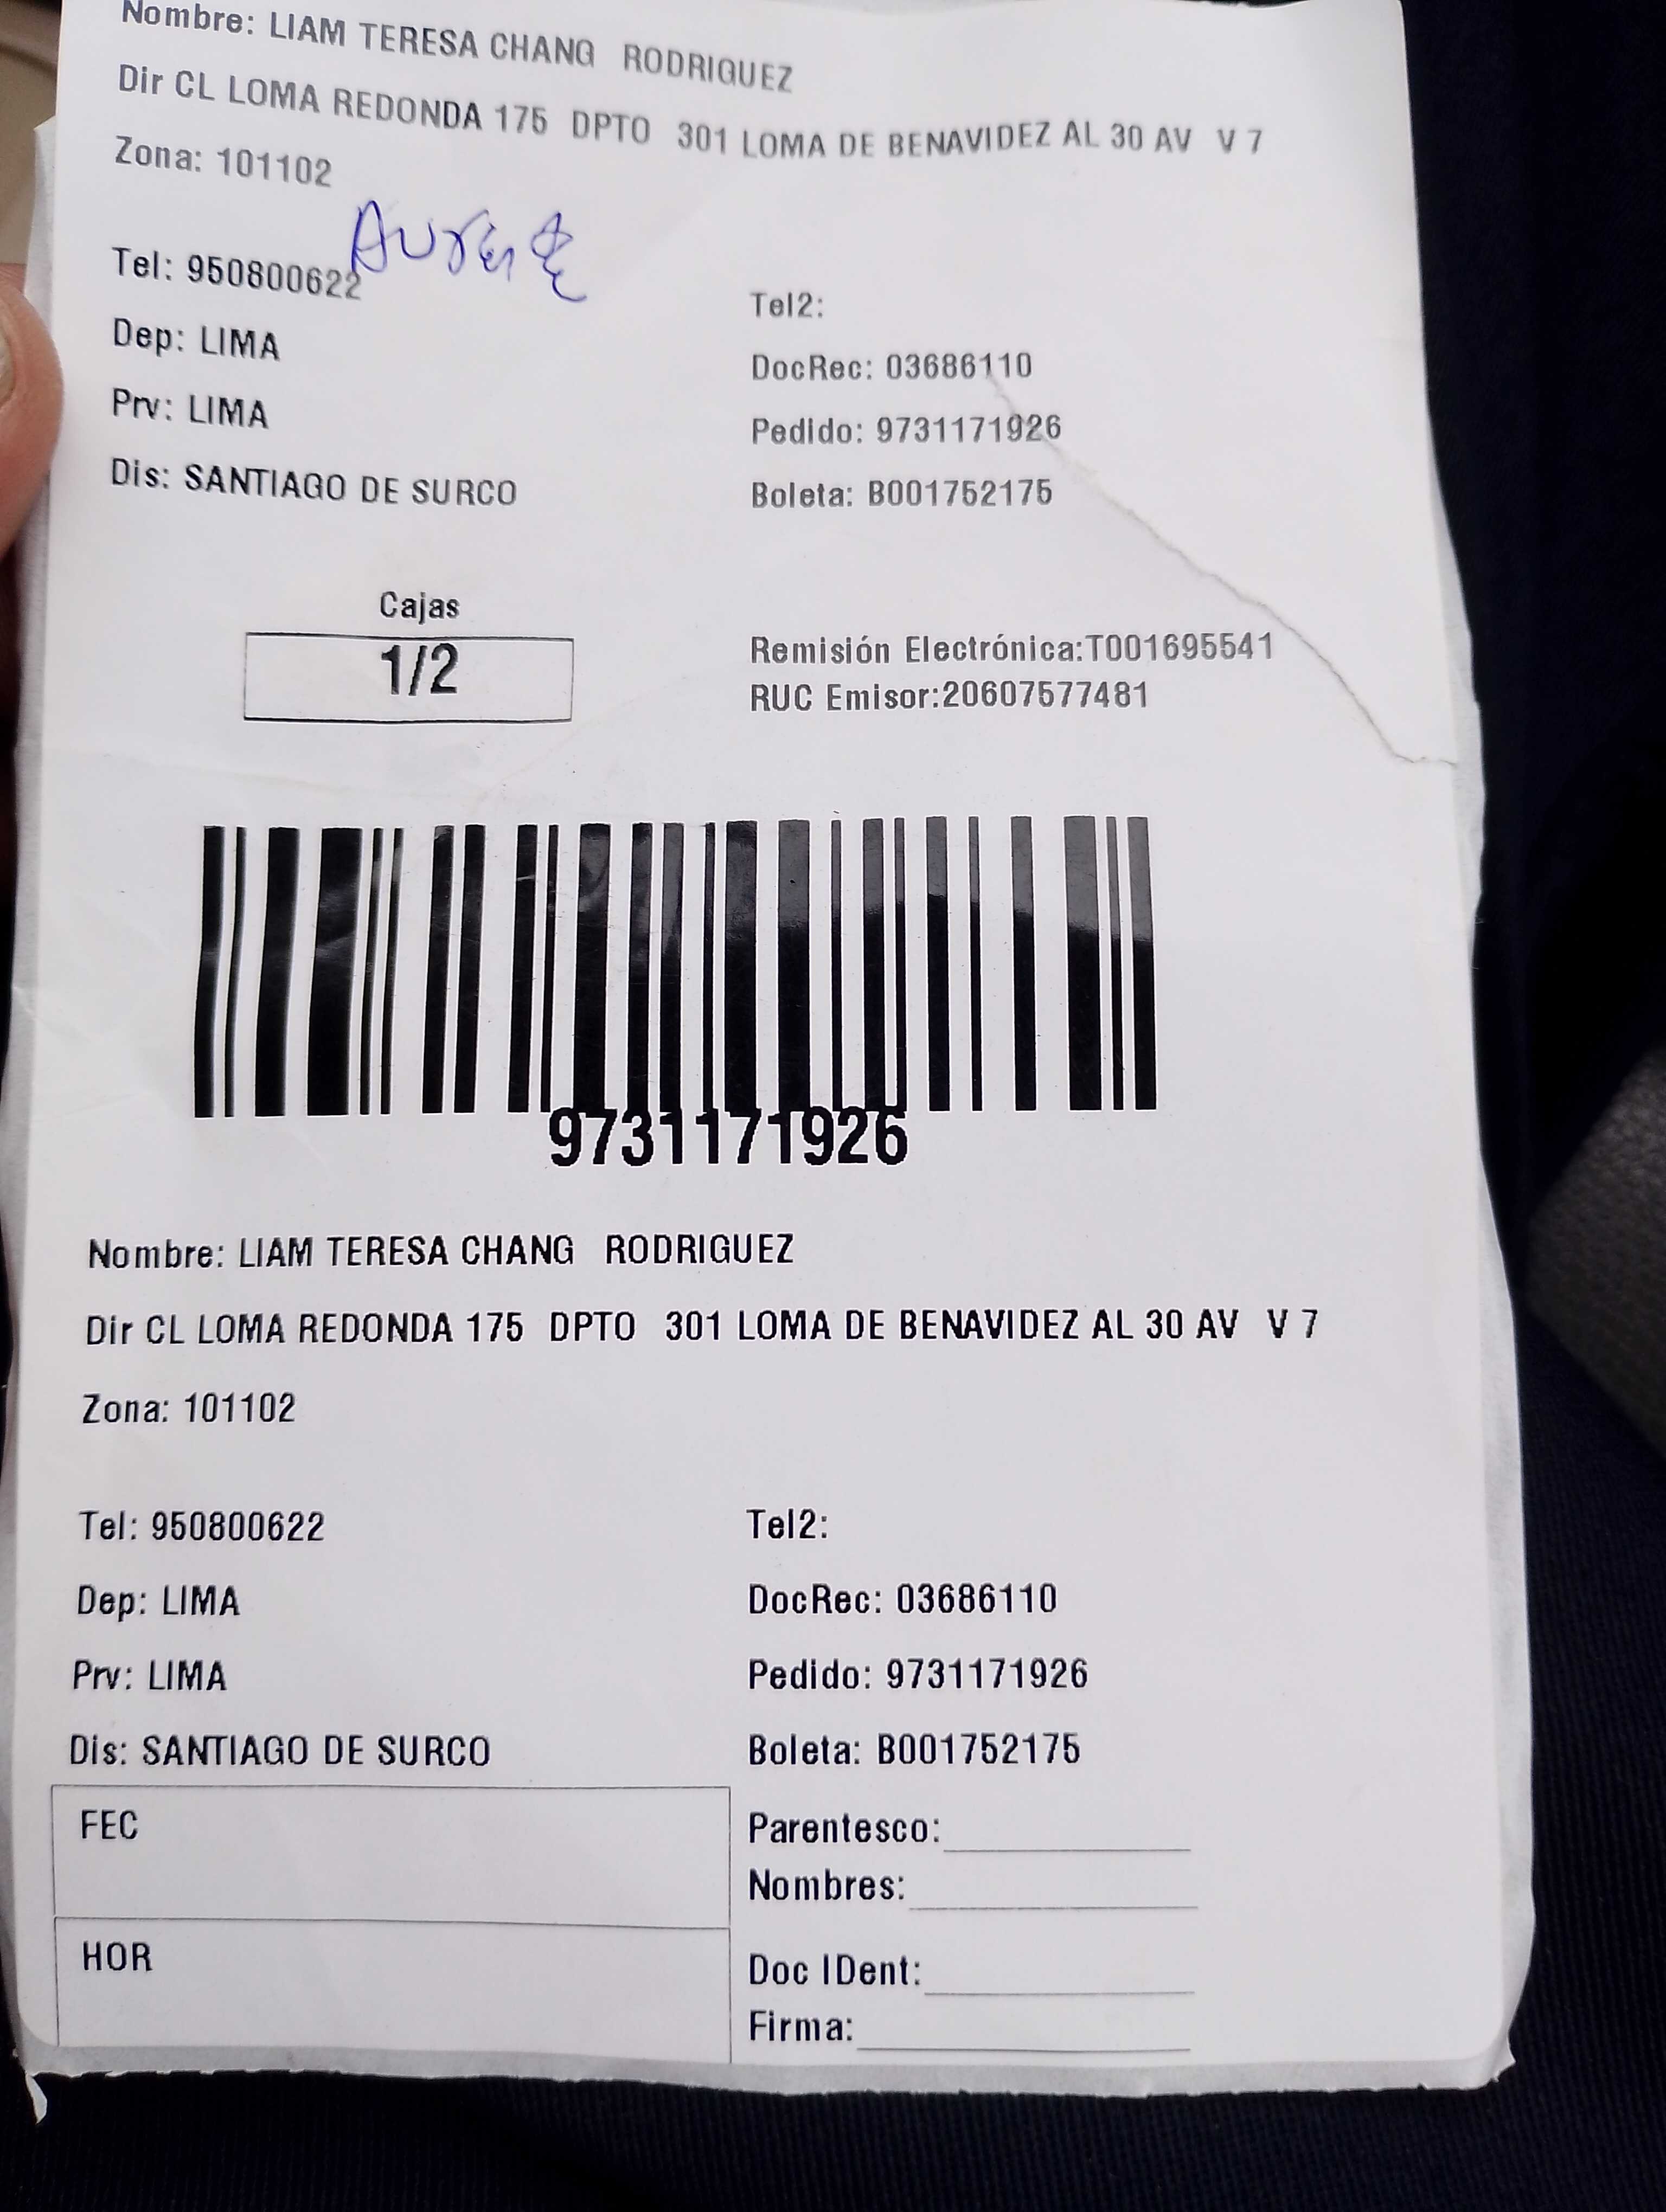 Nombre: LIAM TERESA CHANG RODRIGUEZ
Dir CL LOMA REDONDA 175 DPTO 301 LOMA DE BENAVIDEZ AL 30 AV V 7
Zona: 101102
Tel: 950800622
Tel2:
Dep: LIMA
DocRec: 03686110
Prv: LIMA
Pedido: 9731171926
Dis: SANTIAGO DE SURCO
Boleta: B001752175
Cajas
1/2
Remisión Electrónica:T001695541
RUC Emisor:20607577481
9731171926
Nombre: LIAM TERESA CHANG RODRIGUEZ
Dir CL LOMA REDONDA 175 DPTO 301 LOMA DE BENAVIDEZ AL 30 AV V 7
Zona: 101102
Tel: 950800622
Tel2:
Dep: LIMA
DocRec: 03686110
Prv: LIMA
Pedido: 9731171926
Dis: SANTIAGO DE SURCO
Boleta: B001752175
FEC
Parentesco:
Nombres:
HOR
Doc IDent:
Firma: